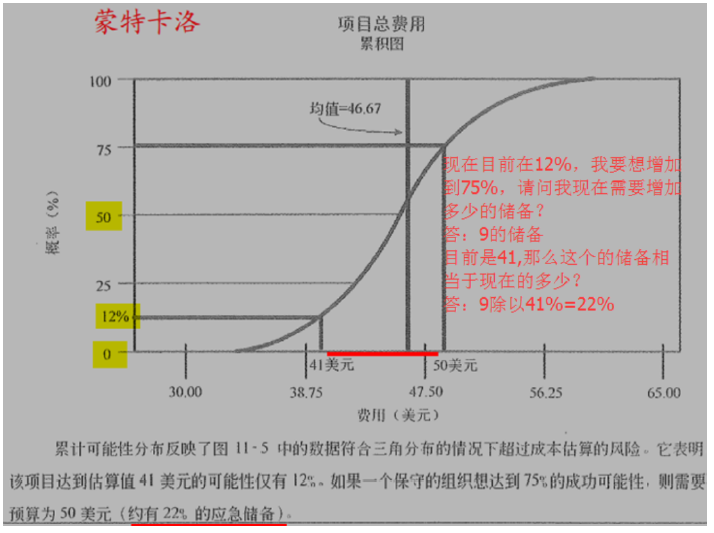 蒙特卡洛
项目总费用
累积图
100
均值=46.67
75
现在目前在12%，我要想增加
到75%，请问我现在需要增加
多少的储备？
答：9的储备
目前是41,那么这个的储备相
当于现在的多少？
答：9除以41%=22%
50
概率（%）
25
12%
0
41美元
50美元
30.00
38.75
47.50
56.25
65.00
费用（美元）
累计可能性分布反映了图 11-5 中的数据符合三角分布的情况下超过成本估算的风险。它表明
该项目达到估算值 41 美元的可能性仅有 12%。如果一个保守的组织想达到 75%的成功可能性，则需要
预算为 50 美元（约有 22% 的应急储备）。